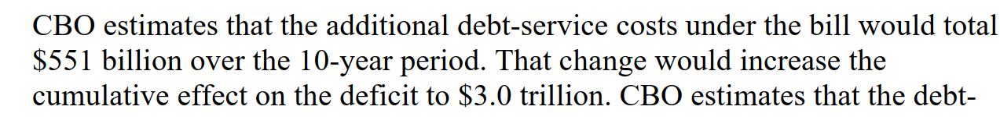 CBO estimates that the additional debt-service costs under the bill would total
$551 billion over the 10-year period. That change would increase the
cumulative effect on the deficit to $3.0 trillion. CBO estimates that the debt-